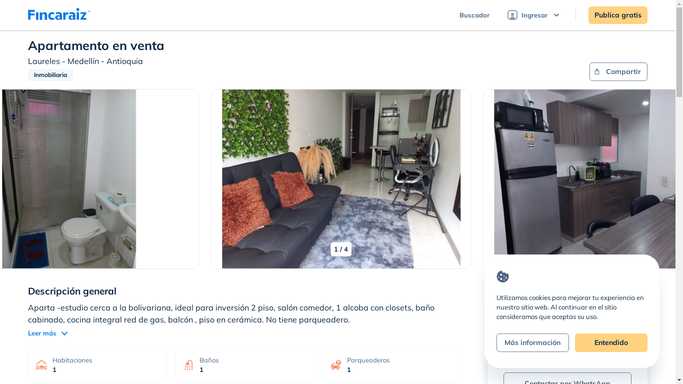 Fincaraiz
Buscador
Ingresar
Publica gratis
Apartamento en venta
Laureles - Medellín - Antioquia
Inmobiliaria
Compartir
1 / 4
Descripción general
Aparta -estudio cerca a la bolivariana, ideal para inversión 2 piso, salón comedor, 1 alcoba con closets, baño
cabinado, cocina integral red de gas, balcón , piso en cerámica. No tiene parqueadero.
Leer más
Habitaciones
1
Baños
1
Parqueaderos
1
Utilizamos cookies para mejorar tu experiencia en
nuestro sitio web. Al continuar en el sitio
consideramos que aceptas su uso.
Más información
Entendido
Contactar por WhatsApp